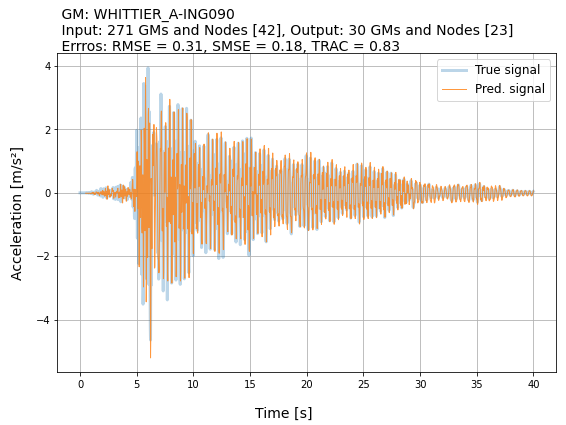 GM: WHITTIER_A-ING090
Input: 271 GMs and Nodes [42], Output: 30 GMs and Nodes [23]
Errros: RMSE = 0.31, SMSE = 0.18, TRAC = 0.83
True signal
Pred. signal
4
2
0
−2
−4
Acceleration [m/s²]
0 5 10 15 20 25 30 35 40
Time [s]